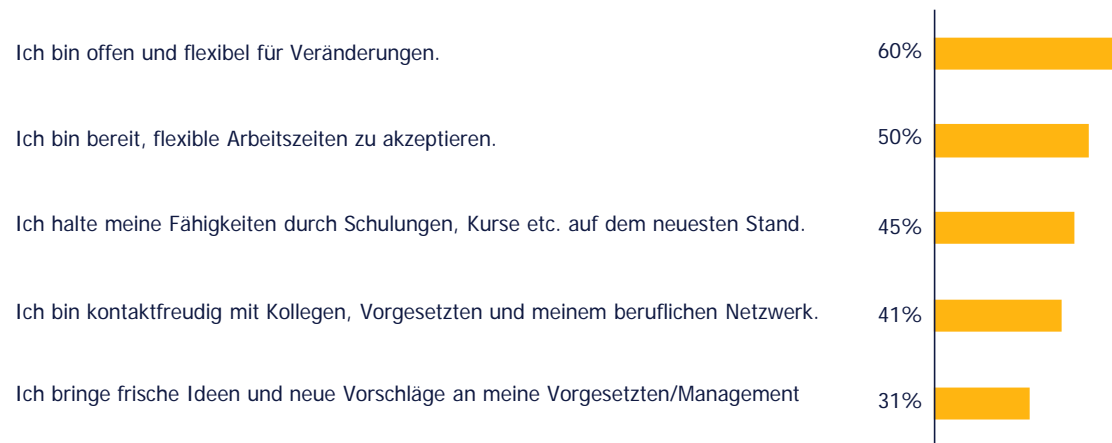 Ich bin offen und flexibel für Veränderungen. 60%
Ich bin bereit, flexible Arbeitszeiten zu akzeptieren. 50%
Ich halte meine Fähigkeiten durch Schulungen, Kurse etc. auf dem neuesten Stand. 45%
Ich bin kontaktfreudig mit Kollegen, Vorgesetzten und meinem beruflichen Netzwerk. 41%
Ich bringe frische Ideen und neue Vorschläge an meine Vorgesetzten/Management 31%